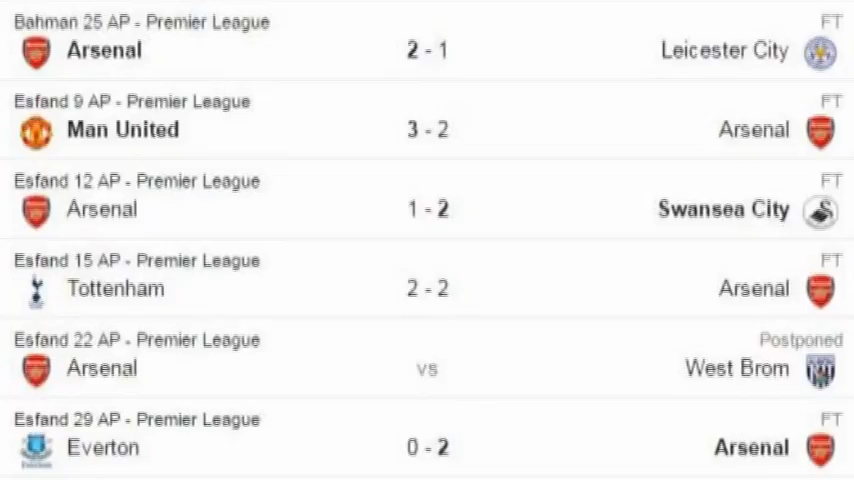 Bahman 25 AP - Premier League FT
Arsenal 2 - 1 Leicester City
Esfand 9 AP - Premier League FT
Man United 3 - 2 Arsenal
Esfand 12 AP - Premier League FT
Arsenal 1 - 2 Swansea City
Esfand 15 AP - Premier League FT
Tottenham 2 - 2 Arsenal
Esfand 22 AP - Premier League Postponed
Arsenal vs West Brom
Esfand 29 AP - Premier League FT
Everton 0 - 2 Arsenal